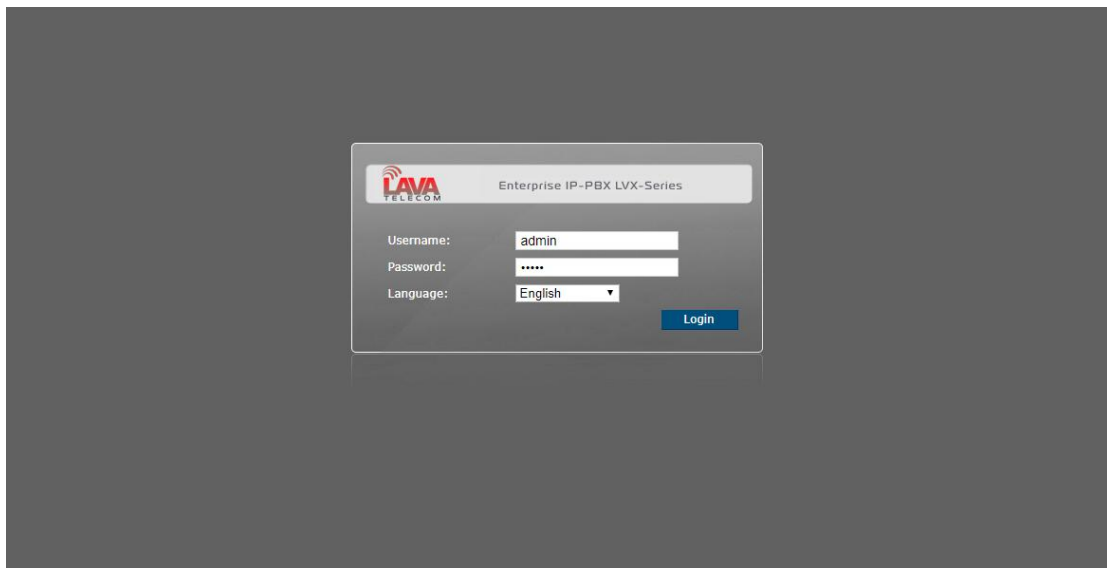 LAVA
TELECOM
Enterprise IP-PBX LVX-Series
Username: admin
Password: •••••
Language: English
Login